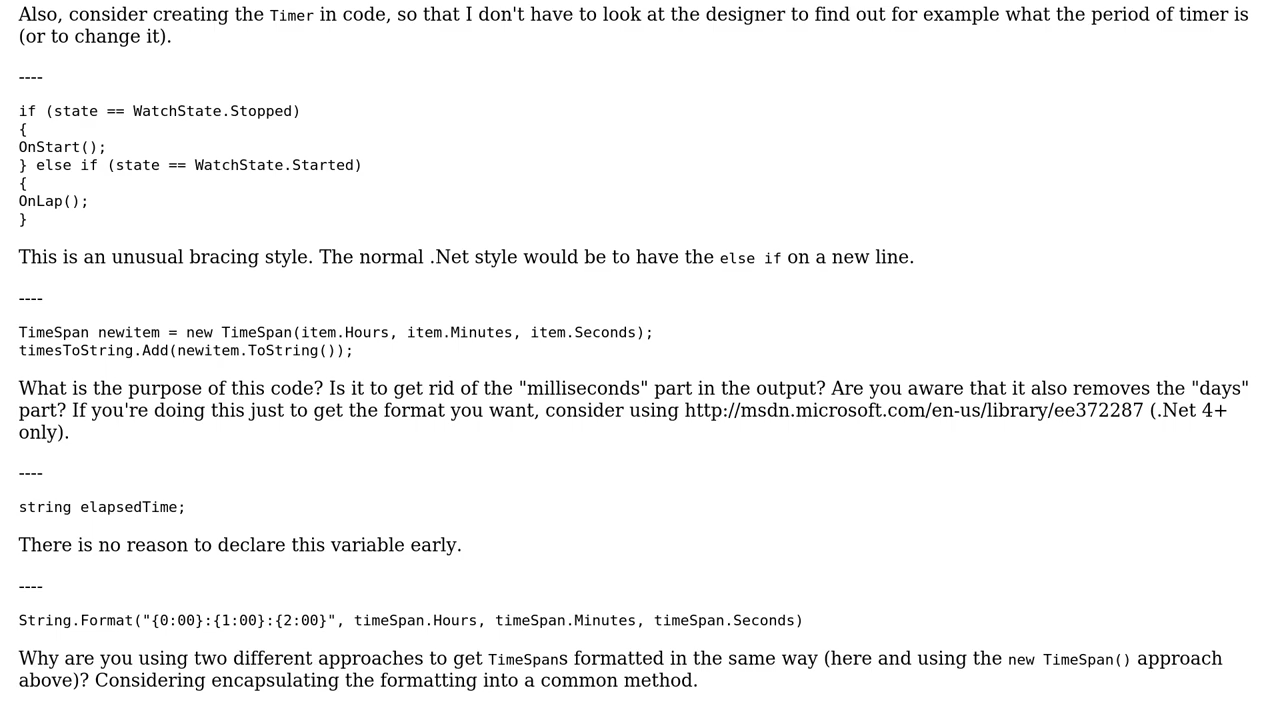 Also, consider creating the Timer in code, so that I don't have to look at the designer to find out for example what the period of timer is
(or to change it).
----
if (state == WatchState.Stopped)
{
OnStart();
} else if (state == WatchState.Started)
{
OnLap();
}
This is an unusual bracing style. The normal .Net style would be to have the else if on a new line.
----
TimeSpan newitem = new TimeSpan(item.Hours, item.Minutes, item.Seconds);
timesToString.Add(newitem.ToString());
What is the purpose of this code? Is it to get rid of the "milliseconds" part in the output? Are you aware that it also removes the "days"
part? If you're doing this just to get the format you want, consider using http://msdn.microsoft.com/en-us/library/ee372287 (.Net 4+
only).
----
string elapsedTime;
There is no reason to declare this variable early.
----
String.Format("{0:00}:{1:00}:{2:00}", timeSpan.Hours, timeSpan.Minutes, timeSpan.Seconds)
Why are you using two different approaches to get TimeSpans formatted in the same way (here and using the new TimeSpan() approach
above)? Considering encapsulating the formatting into a common method.